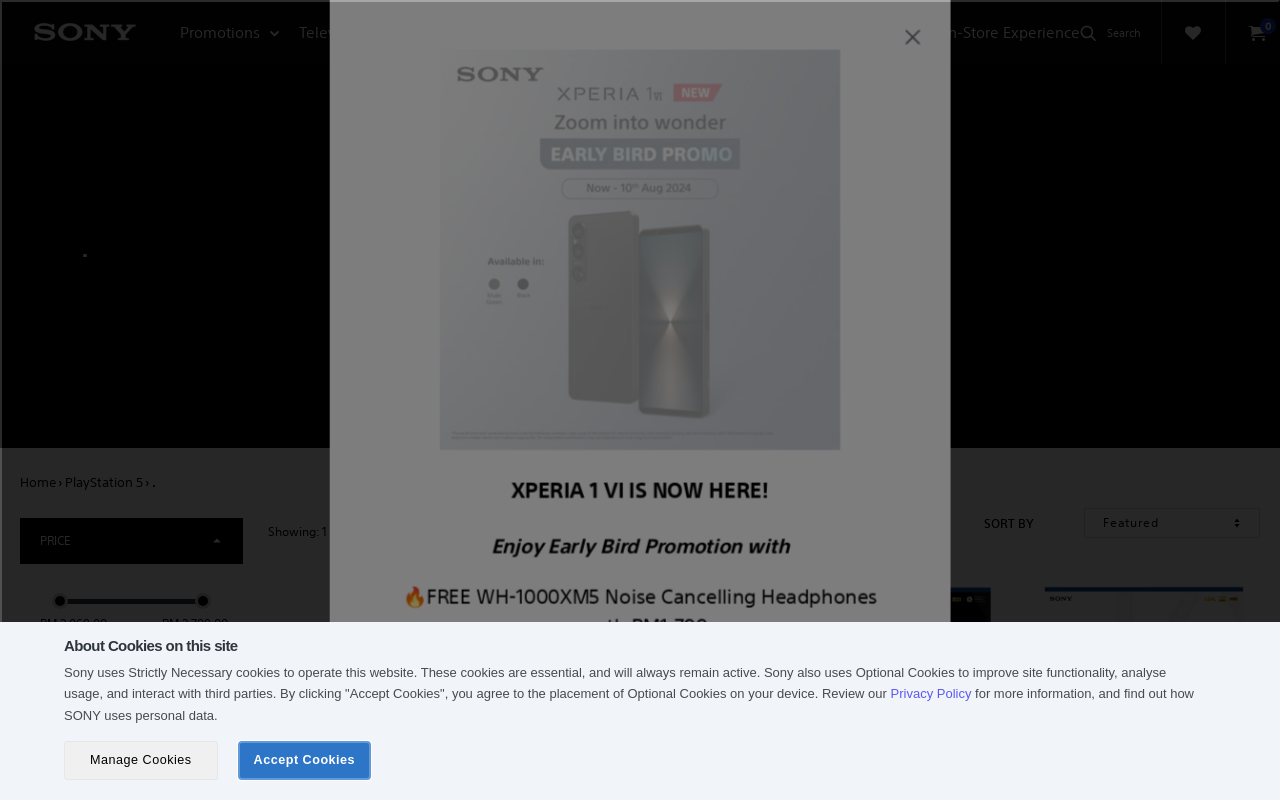 SONY
Promotions
n-Store Experience
Search
0
SONY
XPERIA 1 VI NEW
Zoom into wonder
EARLY BIRD PROMO
Now - 10th Aug 2024
Available in:
Black
XPERIA 1 VI IS NOW HERE!
Enjoy Early Bird Promotion with
🔥FREE WH-1000XM5 Noise Cancelling Headphones
Home › PlayStation 5 › .
PRICE
Showing: 1
SORT BY
Featured
SONY
About Cookies on this site
Sony uses Strictly Necessary cookies to operate this website. These cookies are essential, and will always remain active. Sony also uses Optional Cookies to improve site functionality, analyse
usage, and interact with third parties. By clicking "Accept Cookies", you agree to the placement of Optional Cookies on your device. Review our Privacy Policy for more information, and find out how
SONY uses personal data.
Manage Cookies
Accept Cookies